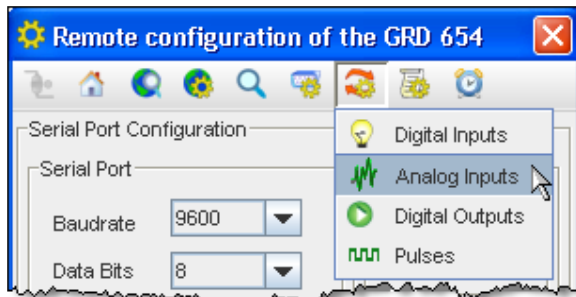 Remote configuration of the GRD 654
Serial Port Configuration
Serial Port
Baudrate 9600
Data Bits 8
Digital Inputs
Analog Inputs
Digital Outputs
Pulses